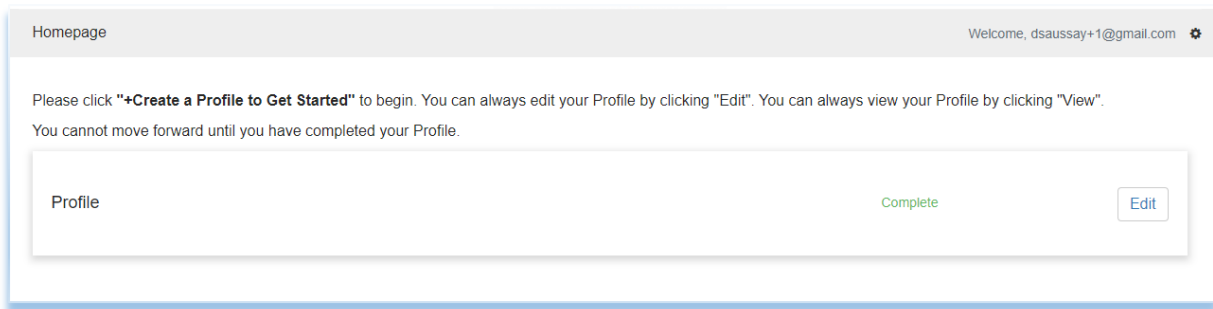 Homepage
Welcome, dsaussay+1@gmail.com
Please click "+Create a Profile to Get Started" to begin. You can always edit your Profile by clicking "Edit". You can always view your Profile by clicking "View".
You cannot move forward until you have completed your Profile.
Profile
Complete
Edit